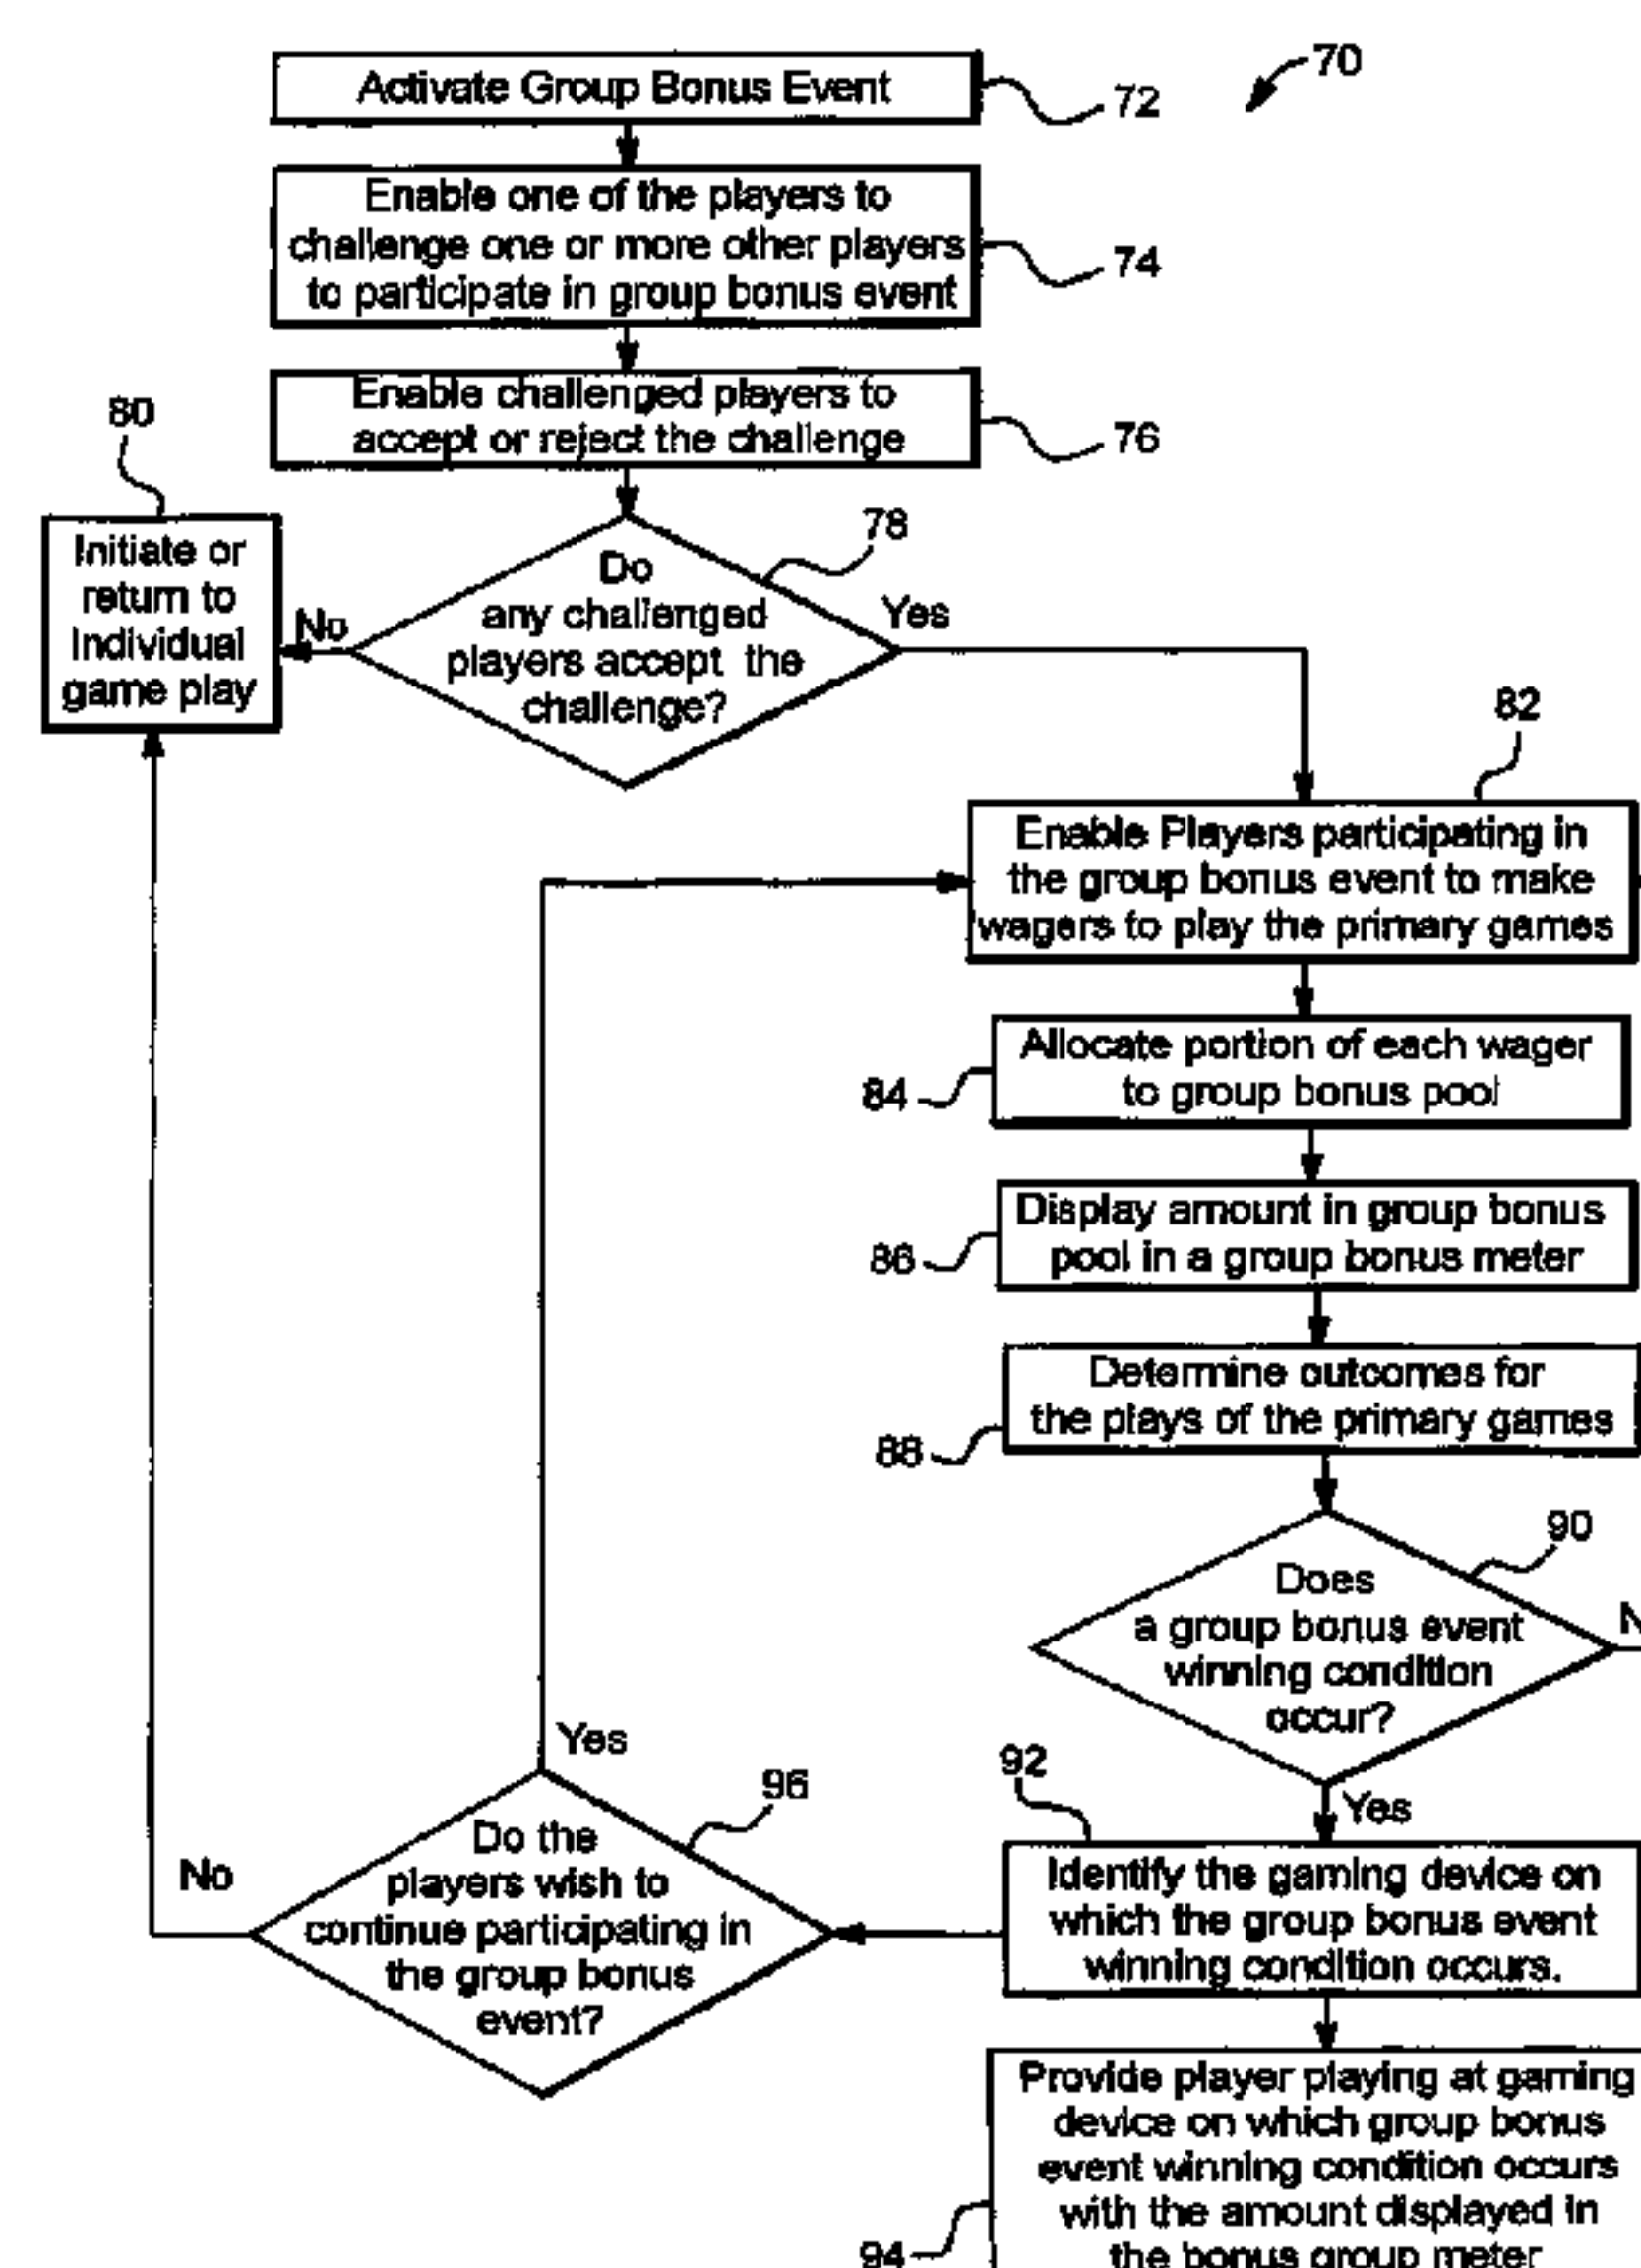 70
Activate Group Bonus Event
72
Enable one of the players to
challenge one or more other players
to participate in group bonus event
74
Enable challenged players to
accept or reject the challenge
76
80
Initiate or
return to
Individual
game play
No
78
Do
any challenged
players accept the
challenge?
Yes
82
Enable Players participating in
the group bonus event to make
wagers to play the primary games
84
Allocate portion of each wager
to group bonus pool
86
Display amount in group bonus
pool in a group bonus meter
88
Determine outcomes for
the plays of the primary games
90
Does
a group bonus event
winning condition
occur?
Yes
92
Identify the gaming device on
which the group bonus event
winning condition occurs.
Yes
96
No
Do the
players wish to
continue participating in
the group bonus
event?
94
Provide player playing at gaming
device on which group bonus
event winning condition occurs
with the amount displayed in
the bonus group meter